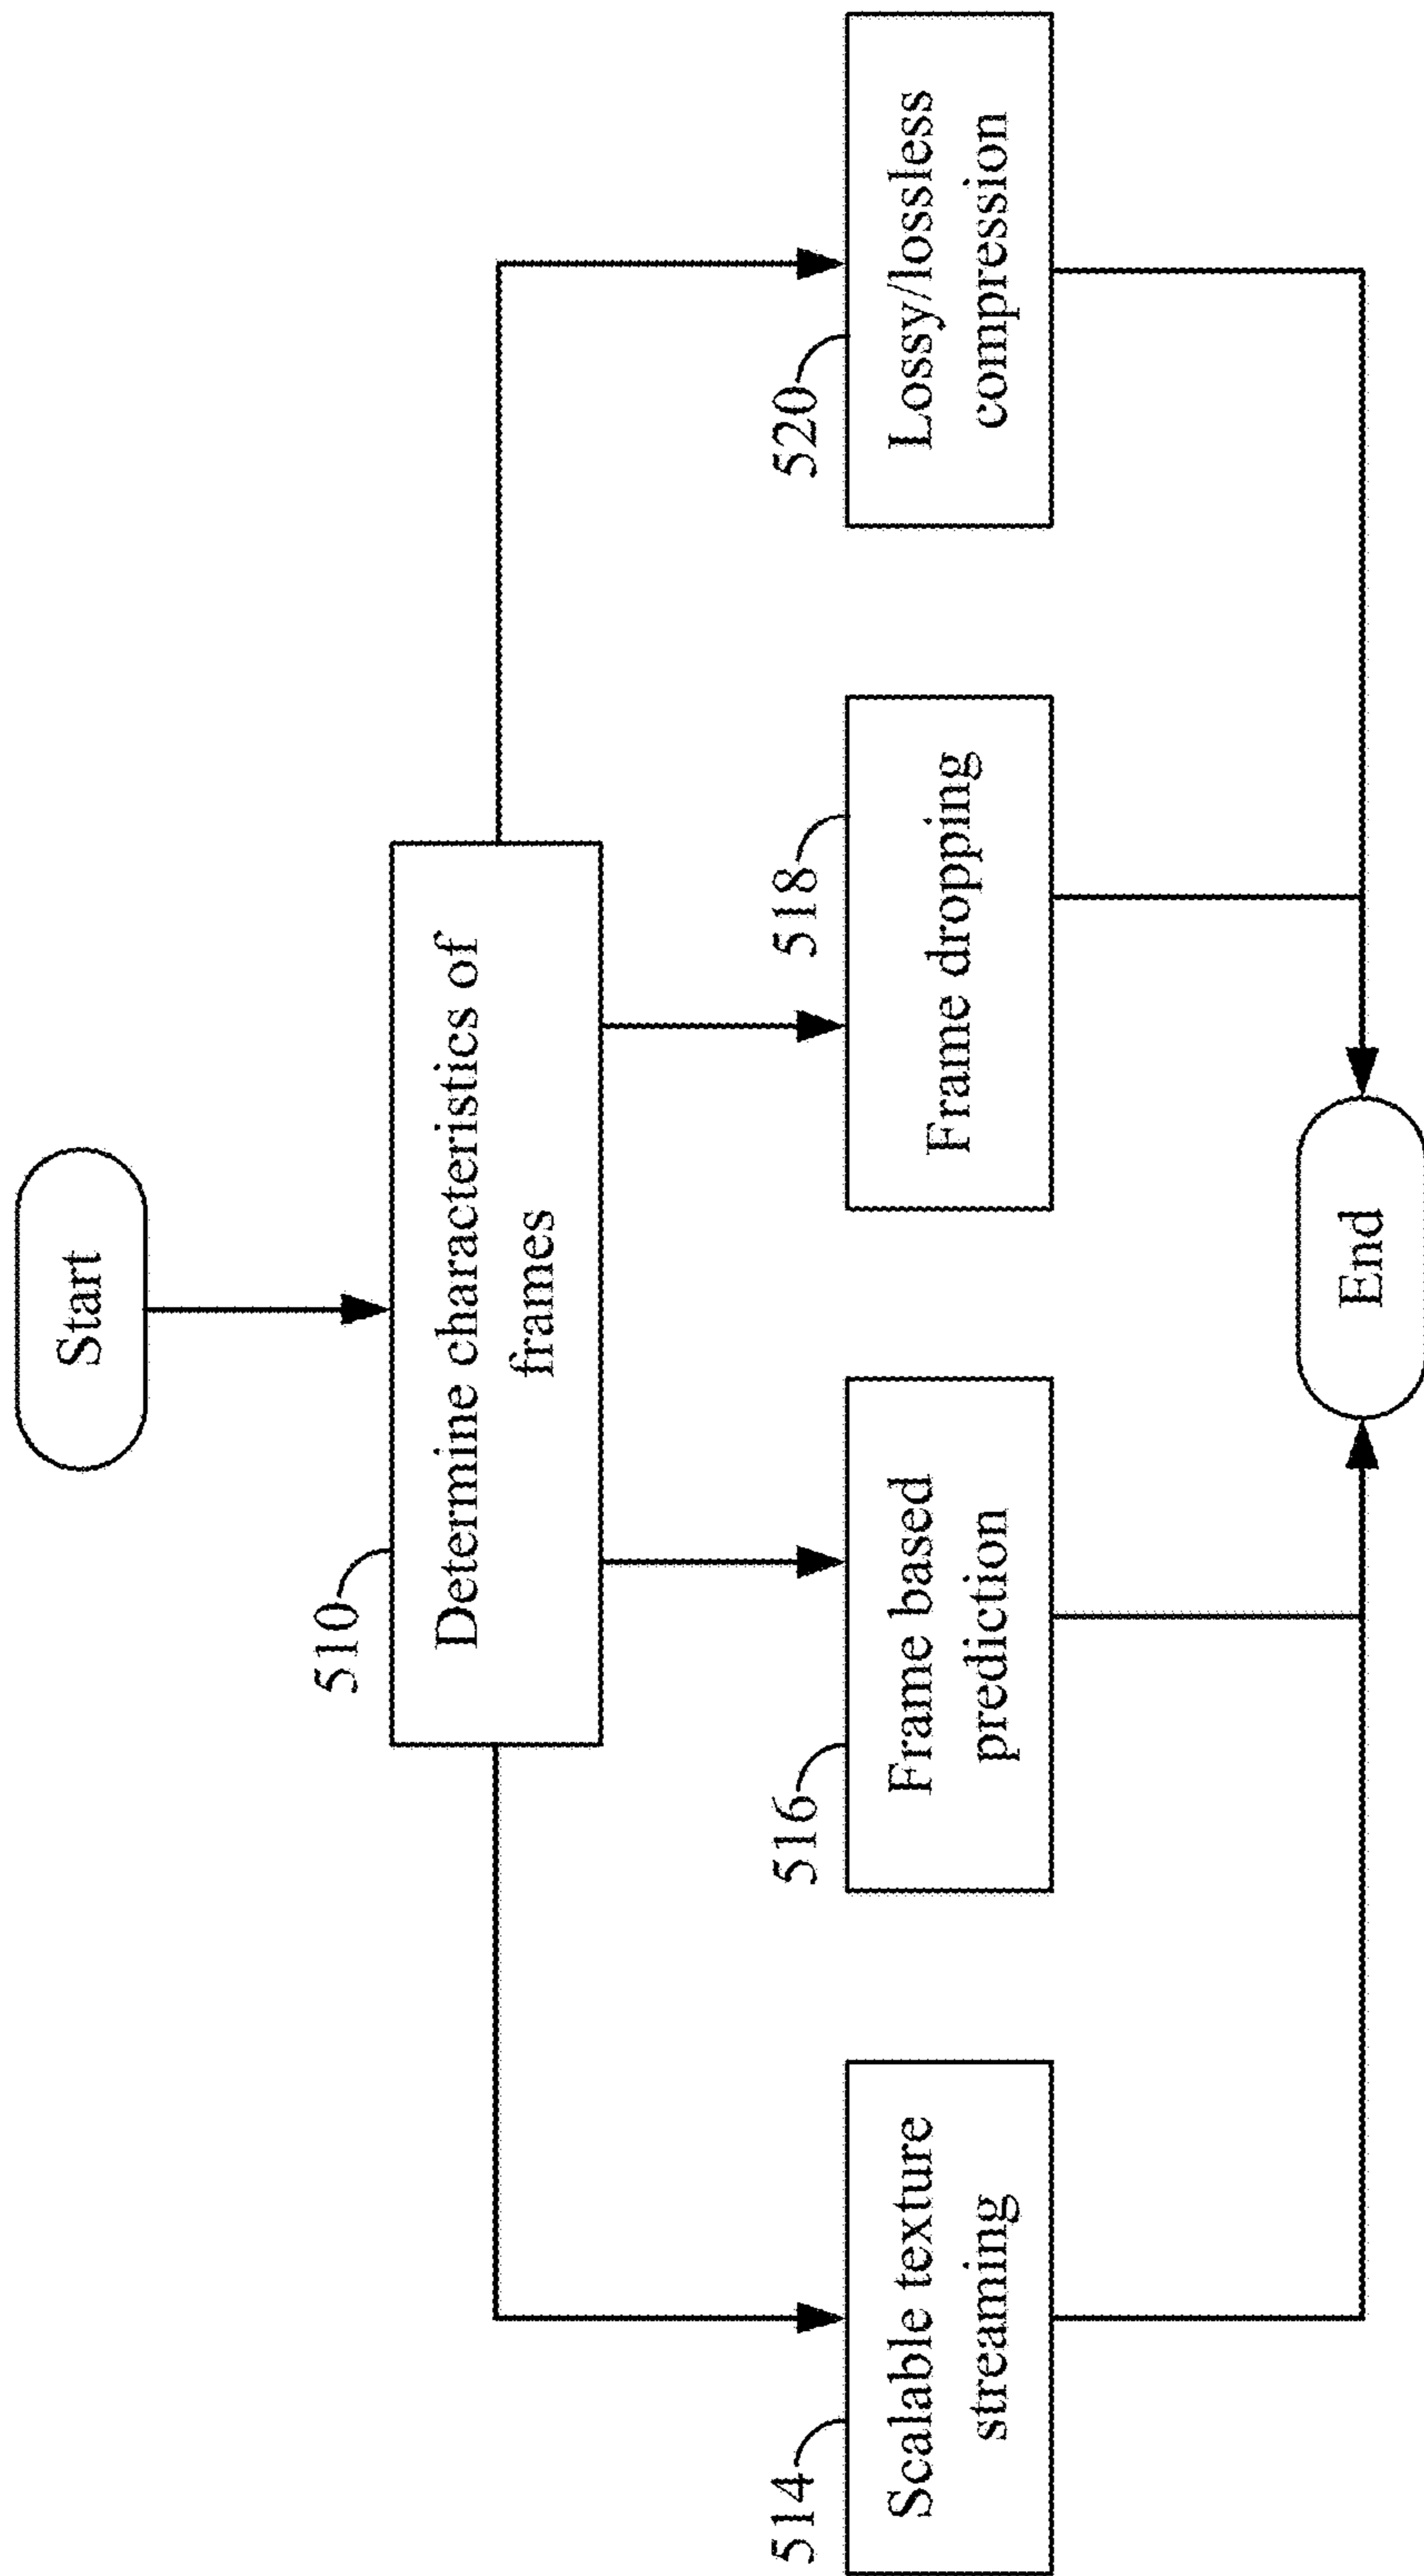 Start
510
Determine characteristics of
frames
514
Scalable texture
streaming
516
Frame based
prediction
518
Frame dropping
520
Lossy/lossless
compression
End